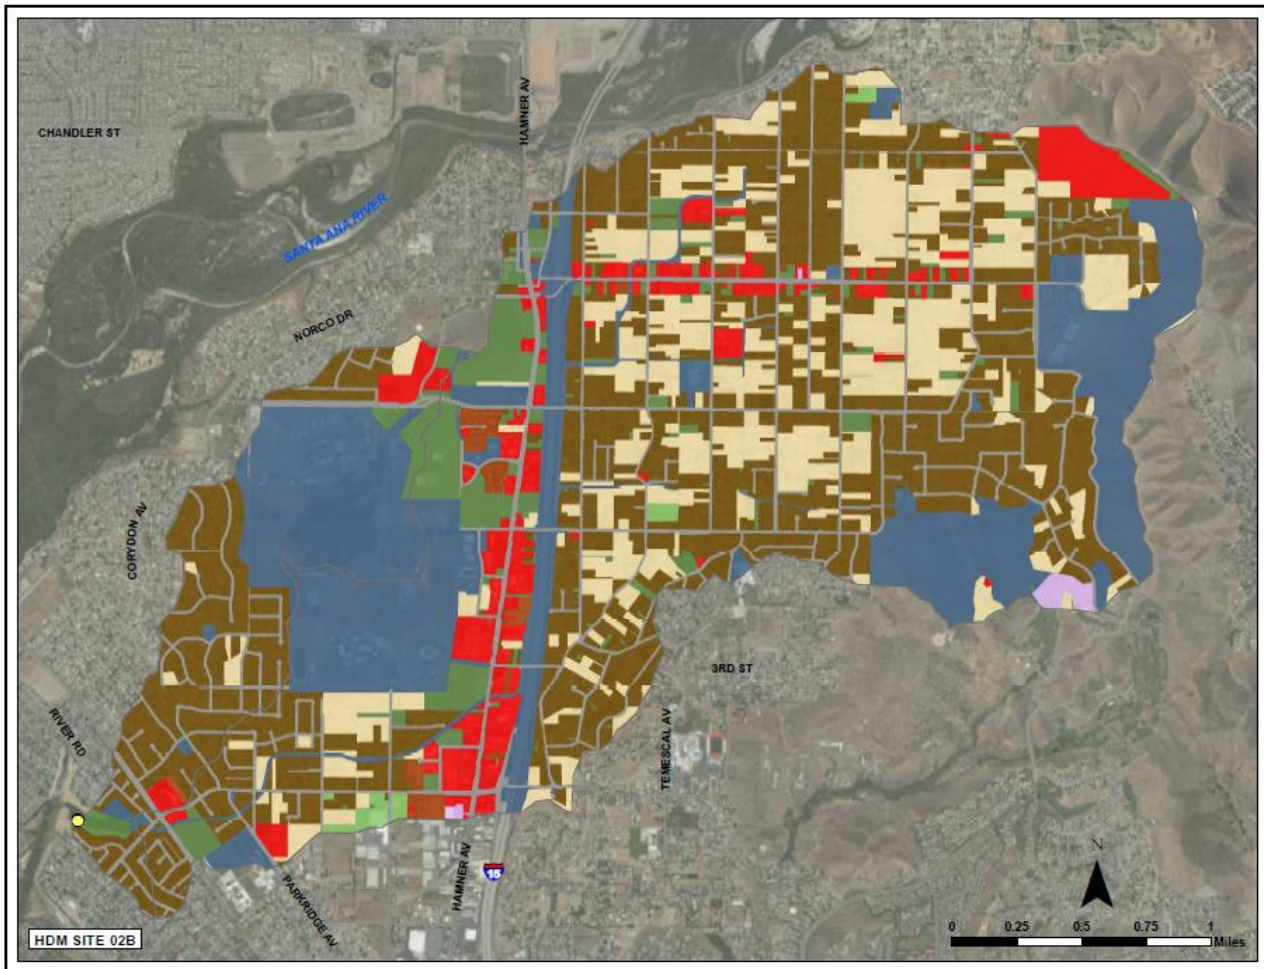 HAMNER AV
CHANDLER ST
SANTA ANA RIVER
NORCO DR
CORYDON AV
3RD ST
RIVER RD
TEMESCAL AV
HAMNER AV
15
PARKRIDGE AV
N
0 0.25 0.5 0.75 1
Miles
HDM SITE 02B